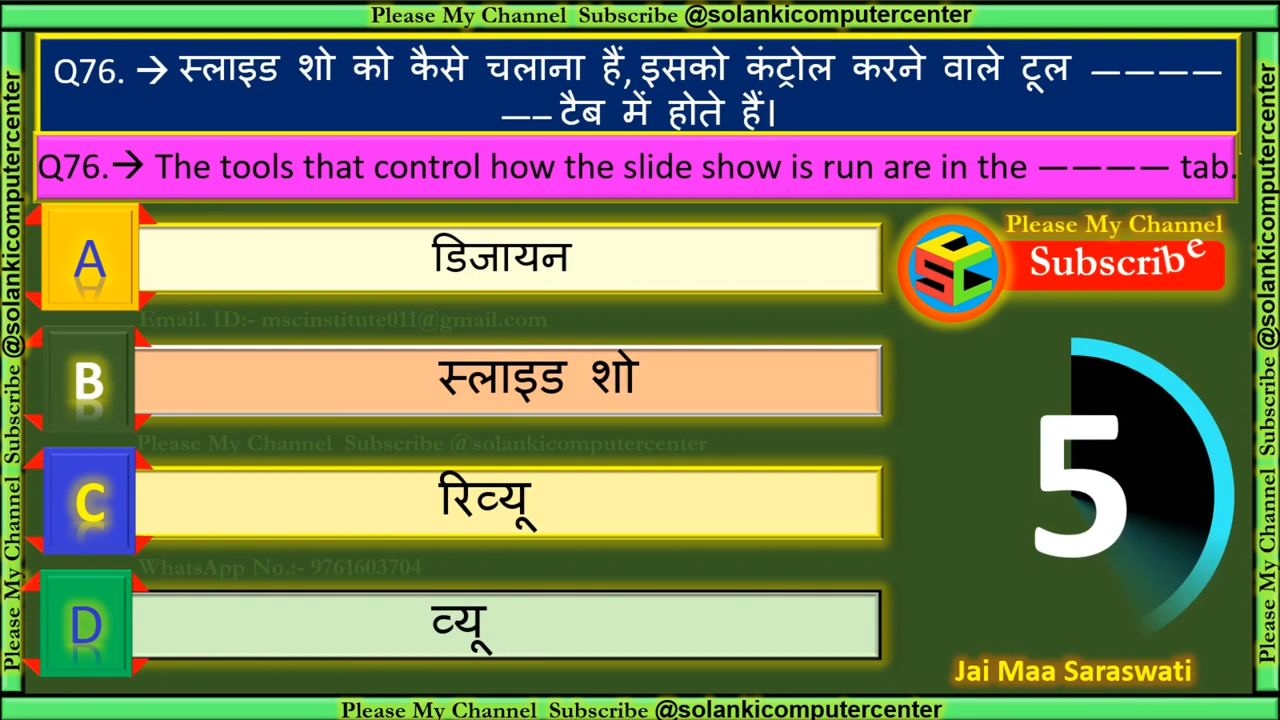 Please My Channel Subscribe @solankicomputercenter
Q76. → स्लाइड शो को कैसे चलाना हैं,इसको कंट्रोल करने वाले टूल ————
—– टैब में होते हैं।
Q76.→ The tools that control how the slide show is run are in the ———— tab.
A
डिजायन
Please My Channel
Subscribe
SCC
Email. ID:- mscinstitute011@gmail.com
B
स्लाइड शो
Please My Channel Subscribe @solankicomputercenter
C
रिव्यू
5
WhatsApp No.:- 9761603704
D
व्यू
Jai Maa Saraswati
Please My Channel Subscribe @solankicomputercenter
Please My Channel Subscribe @solankicomputercenter
Please My Channel Subscribe @solankicomputercenter